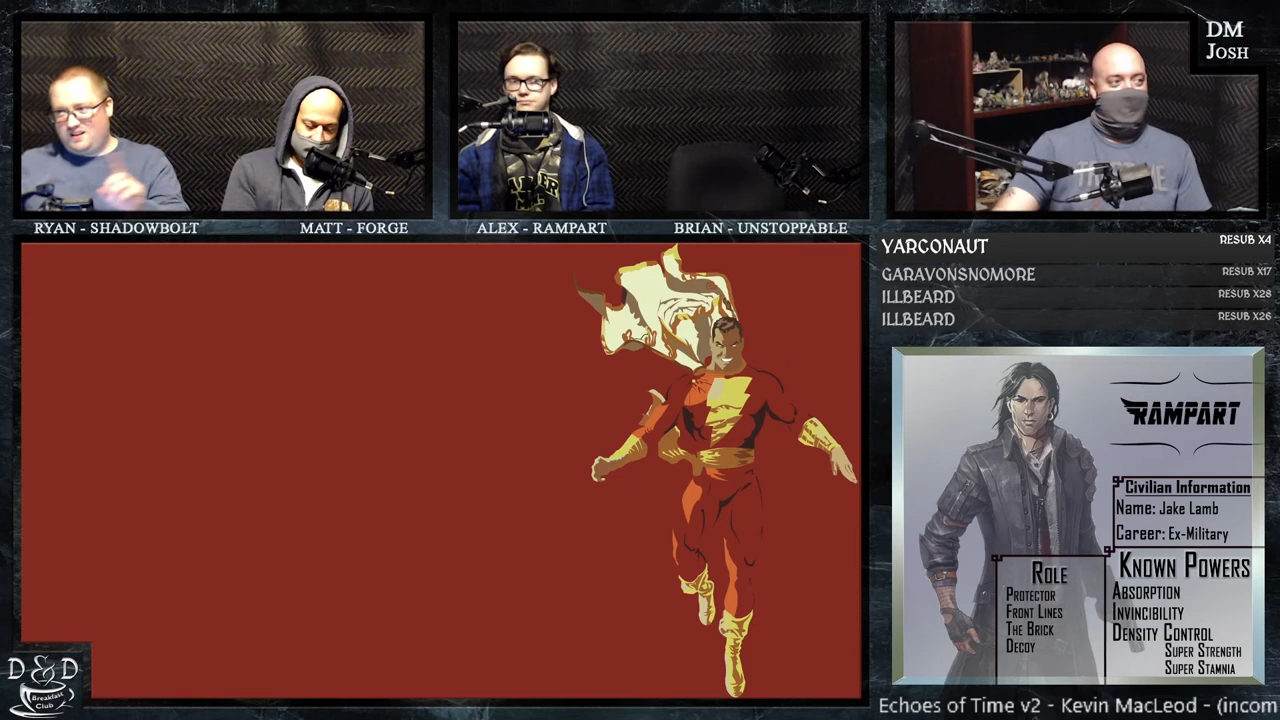 DM
JOSH
RYAN - SHADOWBOLT
MATT - FORGE
ALEX - RAMPART
BRIAN - UNSTOPPABLE
YARCONAUT RESUB X4
GARAVONSNOMORE RESUB X17
ILLBEARD RESUB X28
ILLBEARD RESUB X26
RAMPART
Civilian Information
Name: Jake Lamb
Career: Ex-Military
ROLE
PROTECTOR
FRONT LINES
THE BRICK
DECOY
KNOWN POWERS
ABSORPTION
INVINCIBILITY
DENSITY CONTROL
SUPER STRENGTH
SUPER STAMNIA
D&D
Breakfast
Club
Echoes of Time v2 - Kevin MacLeod - (incom